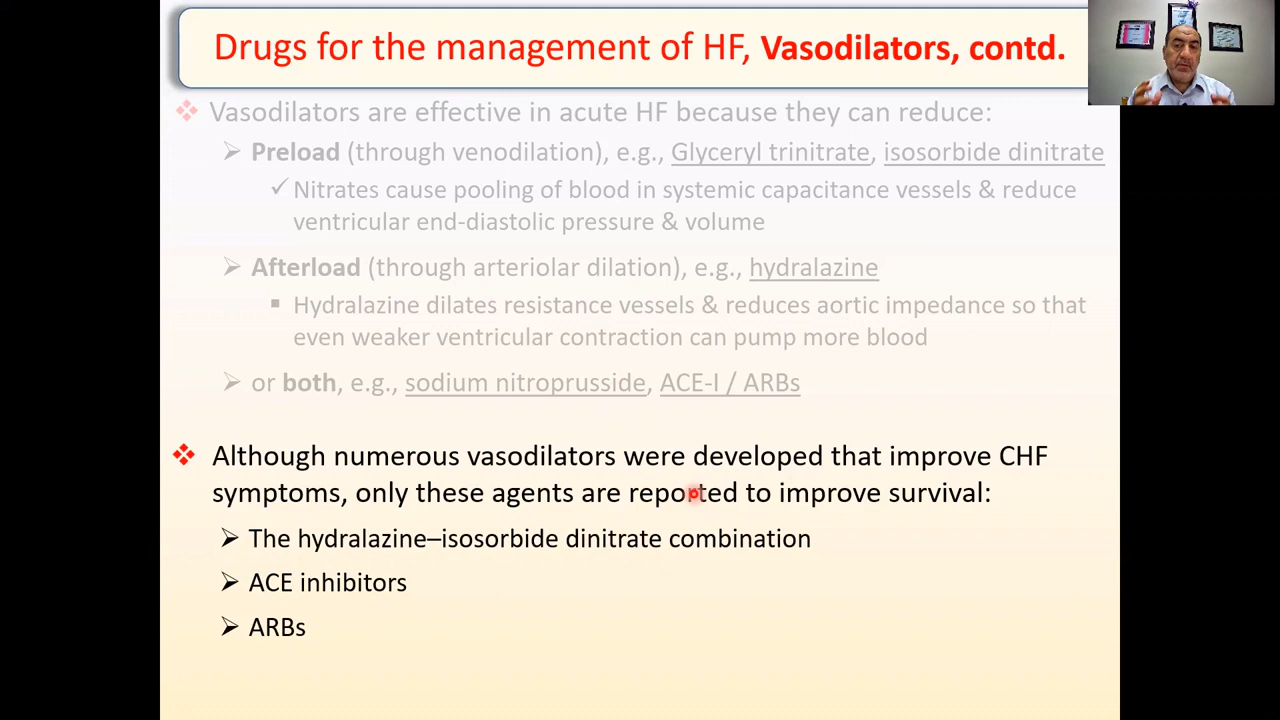 Drugs for the management of HF, Vasodilators, contd.
Vasodilators are effective in acute HF because they can reduce:
Preload (through venodilation), e.g., Glyceryl trinitrate, isosorbide dinitrate
Nitrates cause pooling of blood in systemic capacitance vessels & reduce
ventricular end-diastolic pressure & volume
Afterload (through arteriolar dilation), e.g., hydralazine
Hydralazine dilates resistance vessels & reduces aortic impedance so that
even weaker ventricular contraction can pump more blood
or both, e.g., sodium nitroprusside, ACE-I / ARBs
Although numerous vasodilators were developed that improve CHF
symptoms, only these agents are reported to improve survival:
The hydralazine–isosorbide dinitrate combination
ACE inhibitors
ARBs